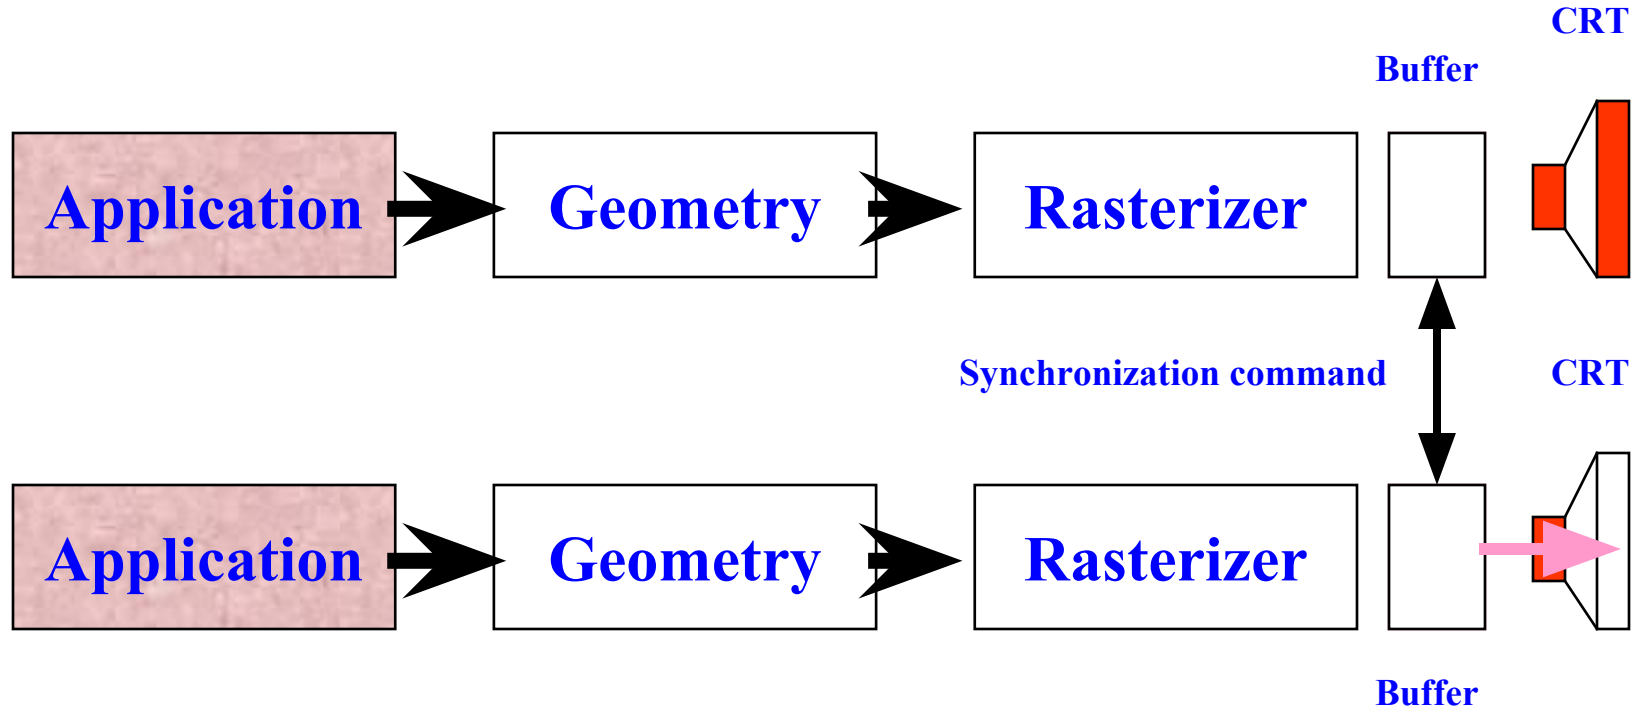 CRT
Buffer
Application
Geometry
Rasterizer
Synchronization command
CRT
Application
Geometry
Rasterizer
Buffer